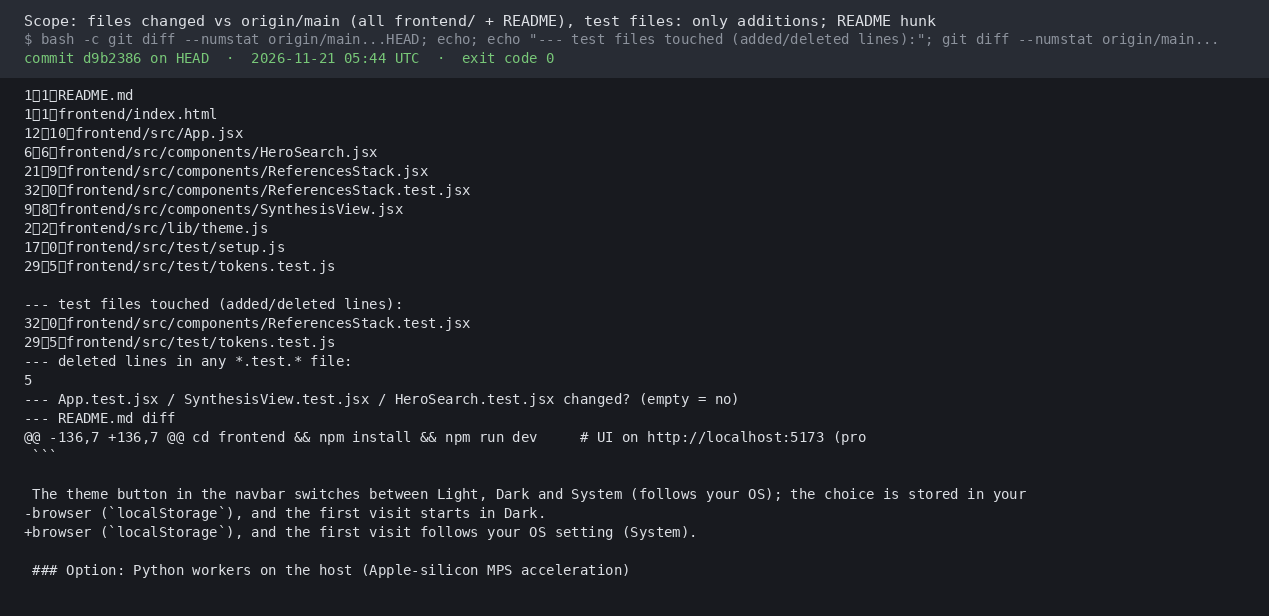 Scope: files changed vs origin/main (all frontend/ + README), test files: only additions; README hunk
$ bash -c git diff --numstat origin/main...HEAD; echo; echo "--- test files touched (added/deleted lines):"; git diff --numstat origin/main...
commit d9b2386 on HEAD  ·  2026-11-21 05:44 UTC  ·  exit code 0
1␉1␉README.md
1␉1␉frontend/index.html
12␉10␉frontend/src/App.jsx
6␉6␉frontend/src/components/HeroSearch.jsx
21␉9␉frontend/src/components/ReferencesStack.jsx
32␉0␉frontend/src/components/ReferencesStack.test.jsx
9␉8␉frontend/src/components/SynthesisView.jsx
2␉2␉frontend/src/lib/theme.js
17␉0␉frontend/src/test/setup.js
29␉5␉frontend/src/test/tokens.test.js

--- test files touched (added/deleted lines):
32␉0␉frontend/src/components/ReferencesStack.test.jsx
29␉5␉frontend/src/test/tokens.test.js
--- deleted lines in any *.test.* file:
5
--- App.test.jsx / SynthesisView.test.jsx / HeroSearch.test.jsx changed? (empty = no)
--- README.md diff
@@ -136,7 +136,7 @@ cd frontend && npm install && npm run dev     # UI on http://localhost:5173 (pro
 ```

 The theme button in the navbar switches between Light, Dark and System (follows your OS); the choice is stored in your
-browser (`localStorage`), and the first visit starts in Dark.
+browser (`localStorage`), and the first visit follows your OS setting (System).

 ### Option: Python workers on the host (Apple-silicon MPS acceleration)